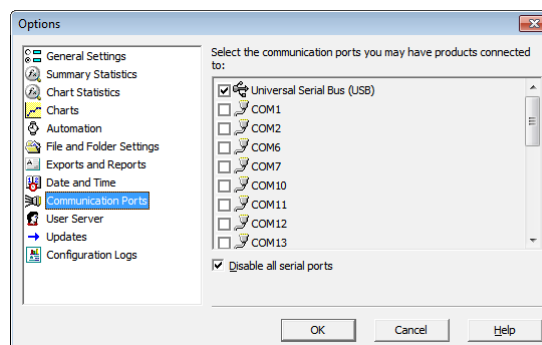 Options
General Settings
Summary Statistics
Chart Statistics
Charts
Automation
File and Folder Settings
Exports and Reports
Date and Time
Communication Ports
User Server
Updates
Configuration Logs
Select the communication ports you may have products connected
to:
Universal Serial Bus (USB)
COM1
COM2
COM6
COM7
COM10
COM11
COM12
COM13
Disable all serial ports
OK
Cancel
Help